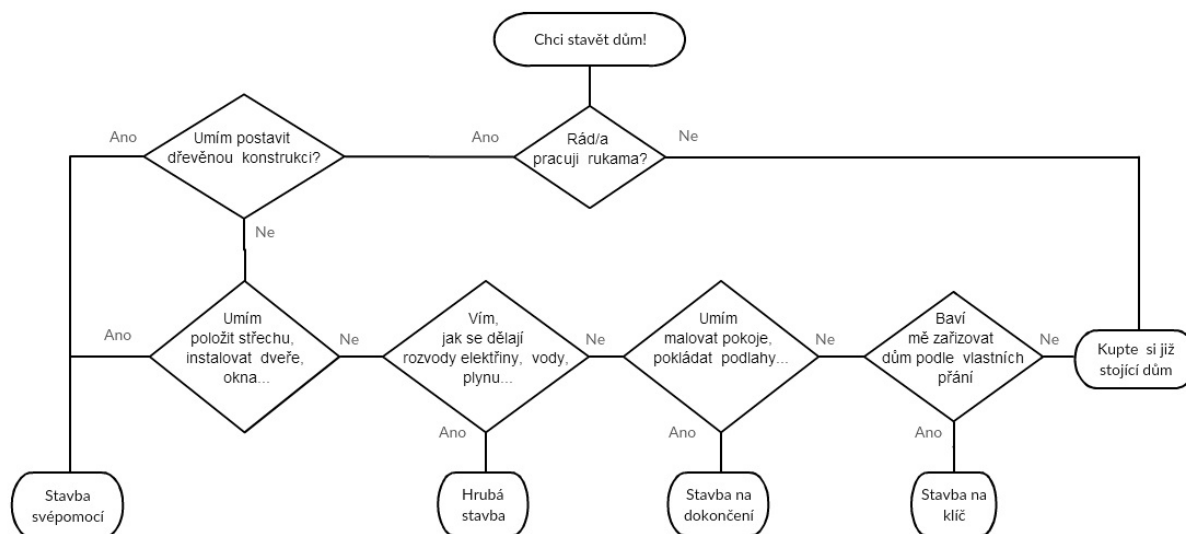 Chci stavět dům!
Ano
Umím postavit
dřevěnou konstrukci?
Ano
Rád/a
pracuji rukama?
Ne
Ne
Ano
Umím
položit střechu,
instalovat dveře,
okna...
Ne
Vím,
jak se dělají
rozvody elektřiny, vody,
plynu...
Ne
Umím
malovat pokoje,
pokládat podlahy...
Ne
Baví
mě zařizovat
dům podle vlastních
přání
Ne
Kupte si již
stojící dům
Ano
Ano
Ano
Stavba
svépomocí
Hrubá
stavba
Stavba na
dokončení
Stavba na
klíč